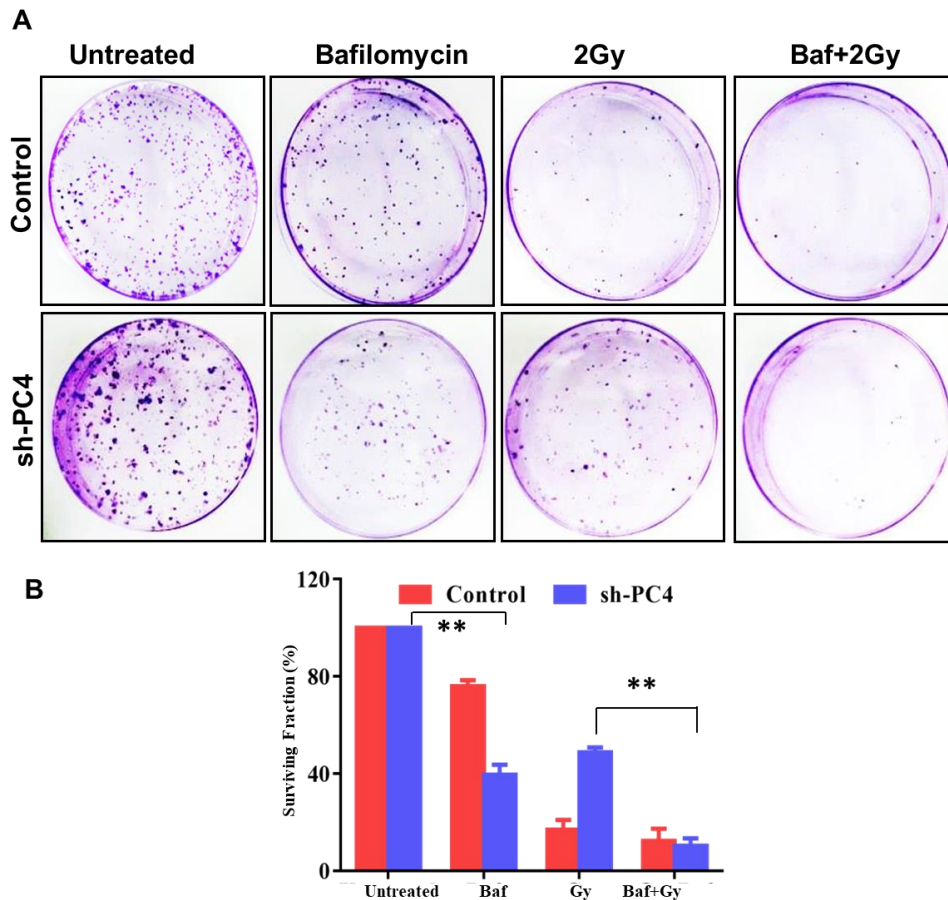 A
Untreated Bafilomycin 2Gy Baf+2Gy
Control
sh-PC4
B
120
Control sh-PC4
**
80
**
40
0
Surviving Fraction (%)
Untreated Baf Gy Baf+Gy